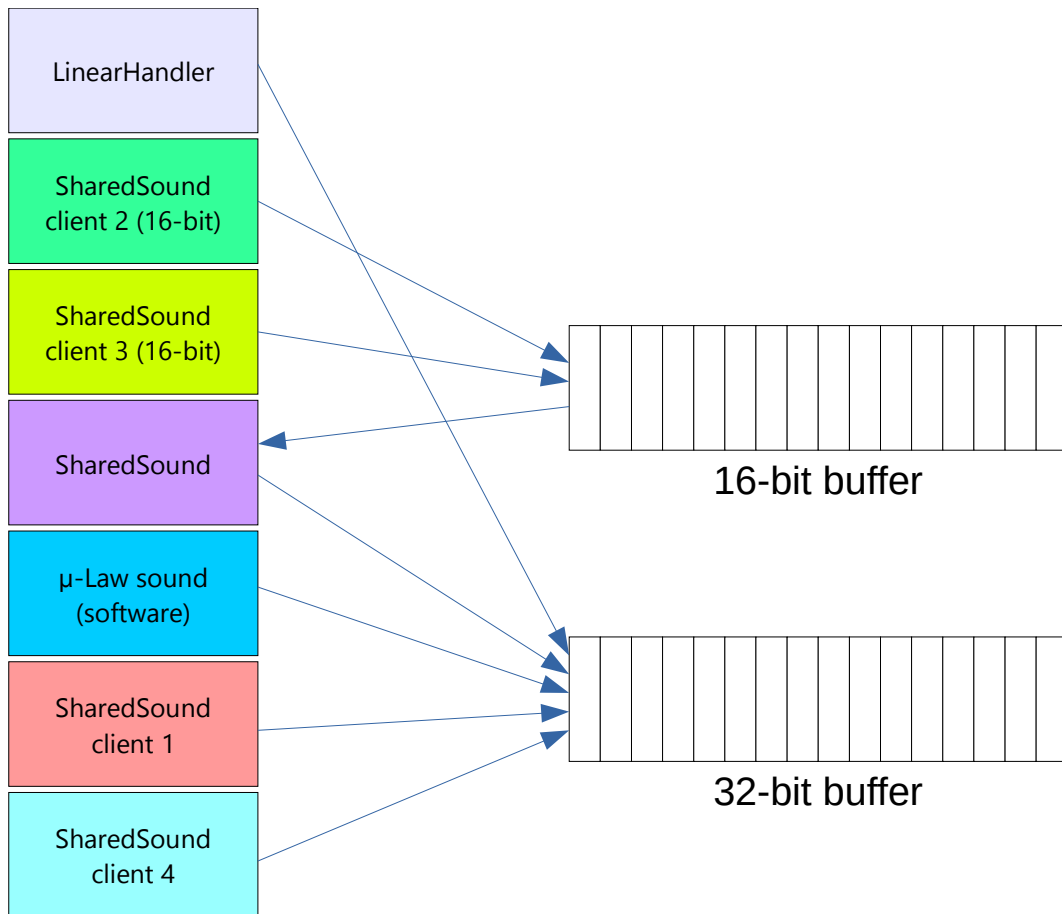 LinearHandler
SharedSound
client 2 (16-bit)
SharedSound
client 3 (16-bit)
SharedSound
µ-Law sound
(software)
SharedSound
client 1
SharedSound
client 4
16-bit buffer
32-bit buffer